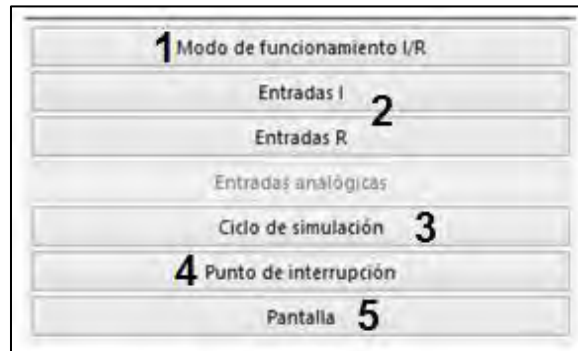 1 Modo de funcionamiento I/R
Entradas I
2
Entradas R
Entradas analógicas
Ciclo de simulación 3
4 Punto de interrupción
Pantalla 5